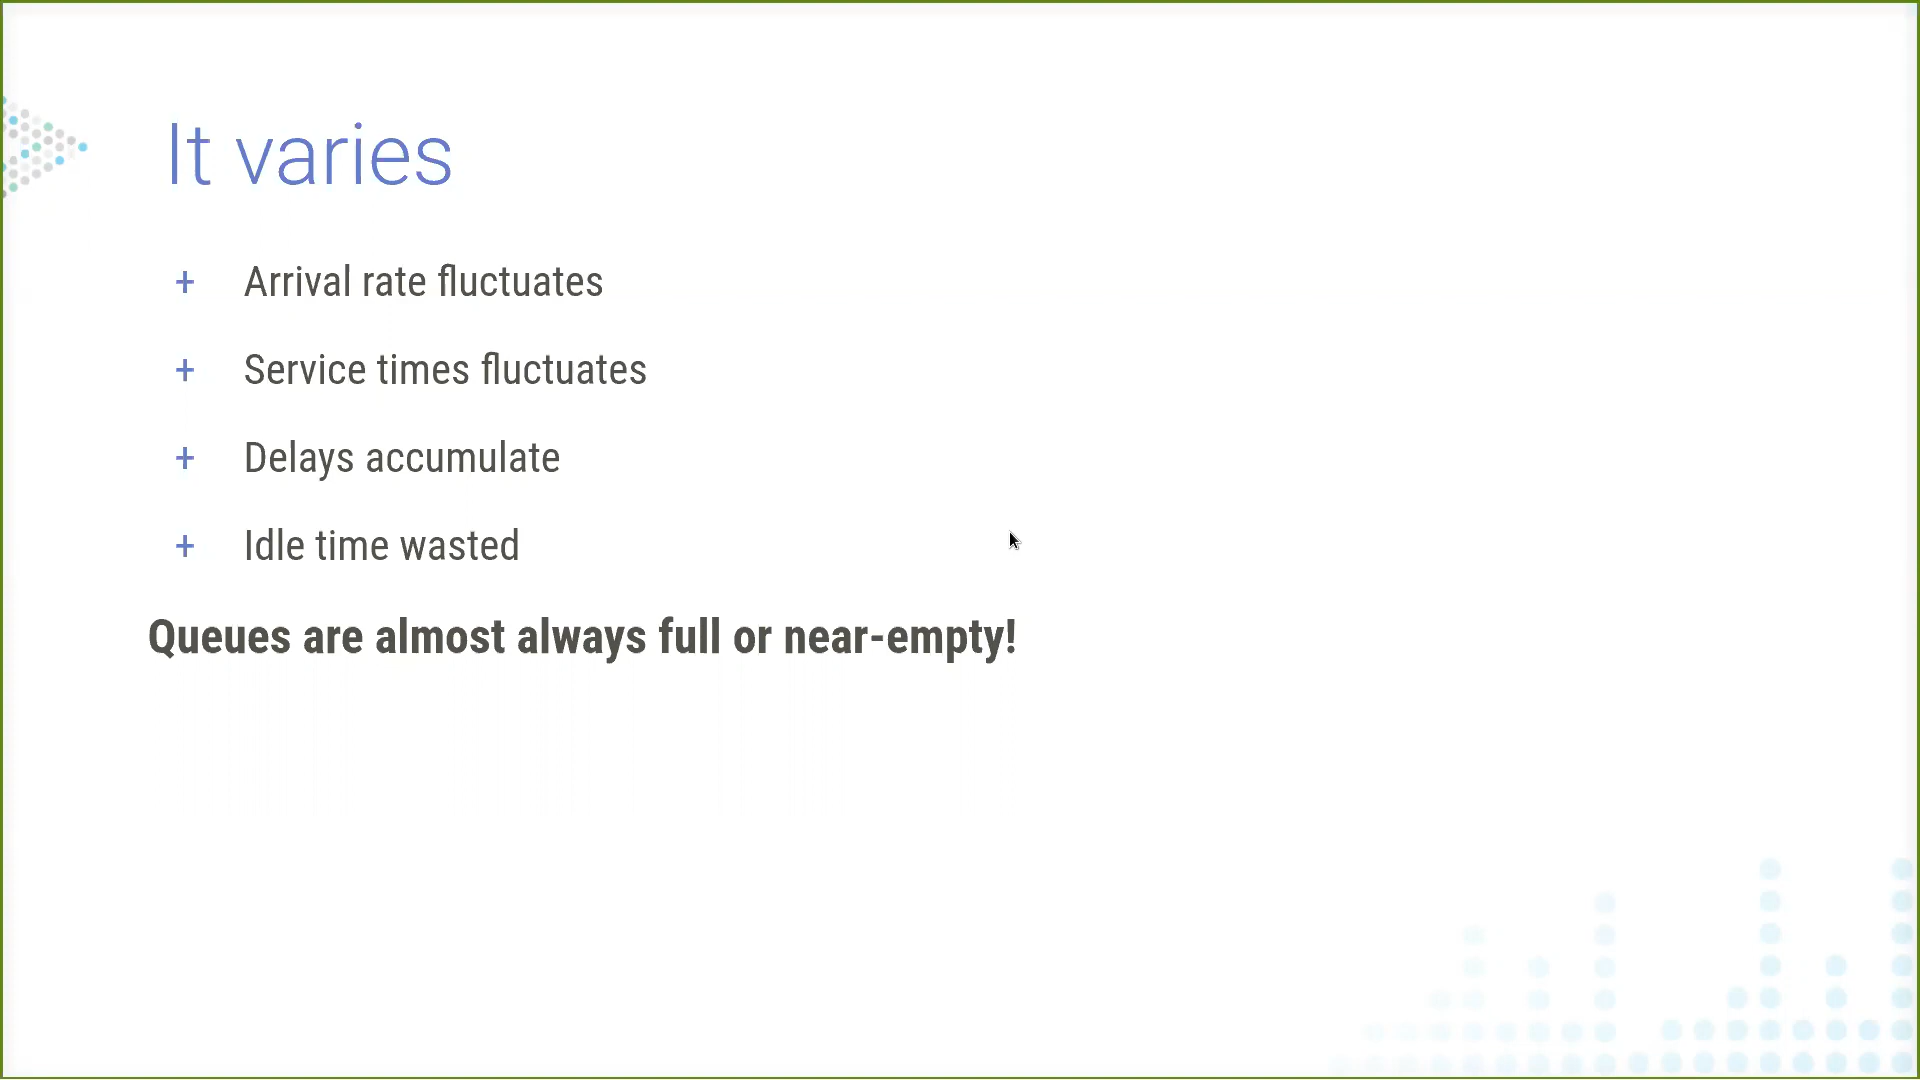 It varies
+ Arrival rate fluctuates
+ Service times fluctuates
+ Delays accumulate
+ Idle time wasted
Queues are almost always full or near-empty!